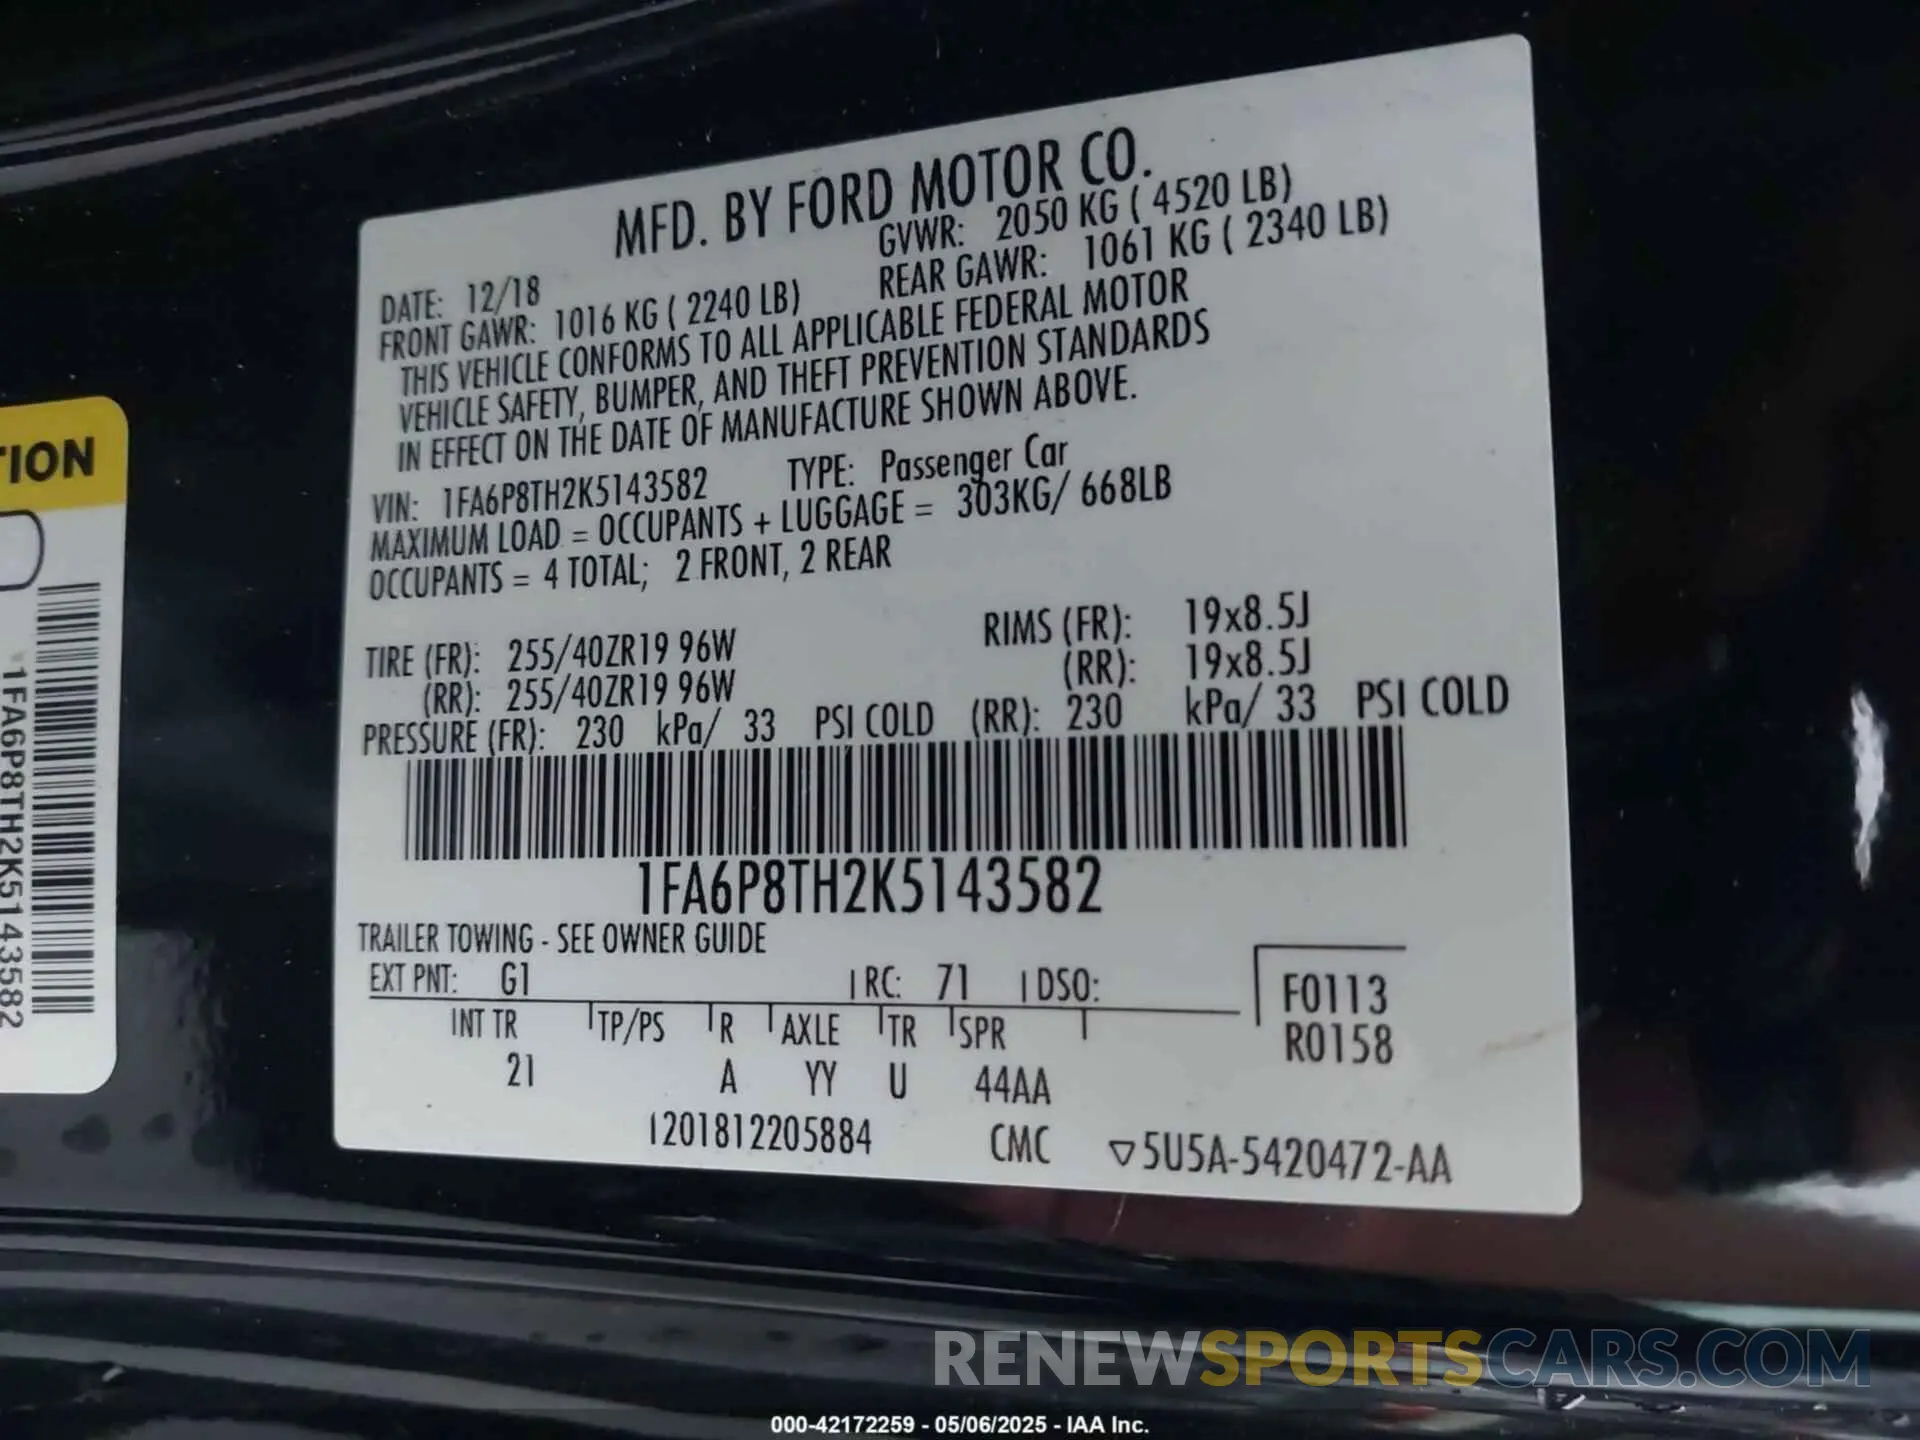 MFD. BY FORD MOTOR CO.
DATE: 12/18 GVWR: 2050 KG ( 4520 LB)
FRONT GAWR: 1016 KG ( 2240 LB) REAR GAWR: 1061 KG ( 2340 LB)
THIS VEHICLE CONFORMS TO ALL APPLICABLE FEDERAL MOTOR
VEHICLE SAFETY, BUMPER, AND THEFT PREVENTION STANDARDS
IN EFFECT ON THE DATE OF MANUFACTURE SHOWN ABOVE.
VIN: 1FA6P8TH2K5143582 TYPE: Passenger Car
MAXIMUM LOAD = OCCUPANTS + LUGGAGE = 303KG/ 668LB
OCCUPANTS = 4 TOTAL; 2 FRONT, 2 REAR
TIRE (FR): 255/40ZR19 96W RIMS (FR): 19x8.5J
(RR): 255/40ZR19 96W (RR): 19x8.5J
PRESSURE (FR): 230 kPa/ 33 PSI COLD (RR): 230 kPa/ 33 PSI COLD
1FA6P8TH2K5143582
TRAILER TOWING - SEE OWNER GUIDE
EXT PNT: G1 RC: 71 DSO: F0113
INT TR TP/PS R AXLE TR SPR R0158
21 A YY U 44AA
1201812205884 CMC ▽5U5A-5420472-AA
TION
1FA6P8TH2K5143582
RENEWSPORTSCARS.COM
000-42172259 - 05/06/2025 - IAA Inc.